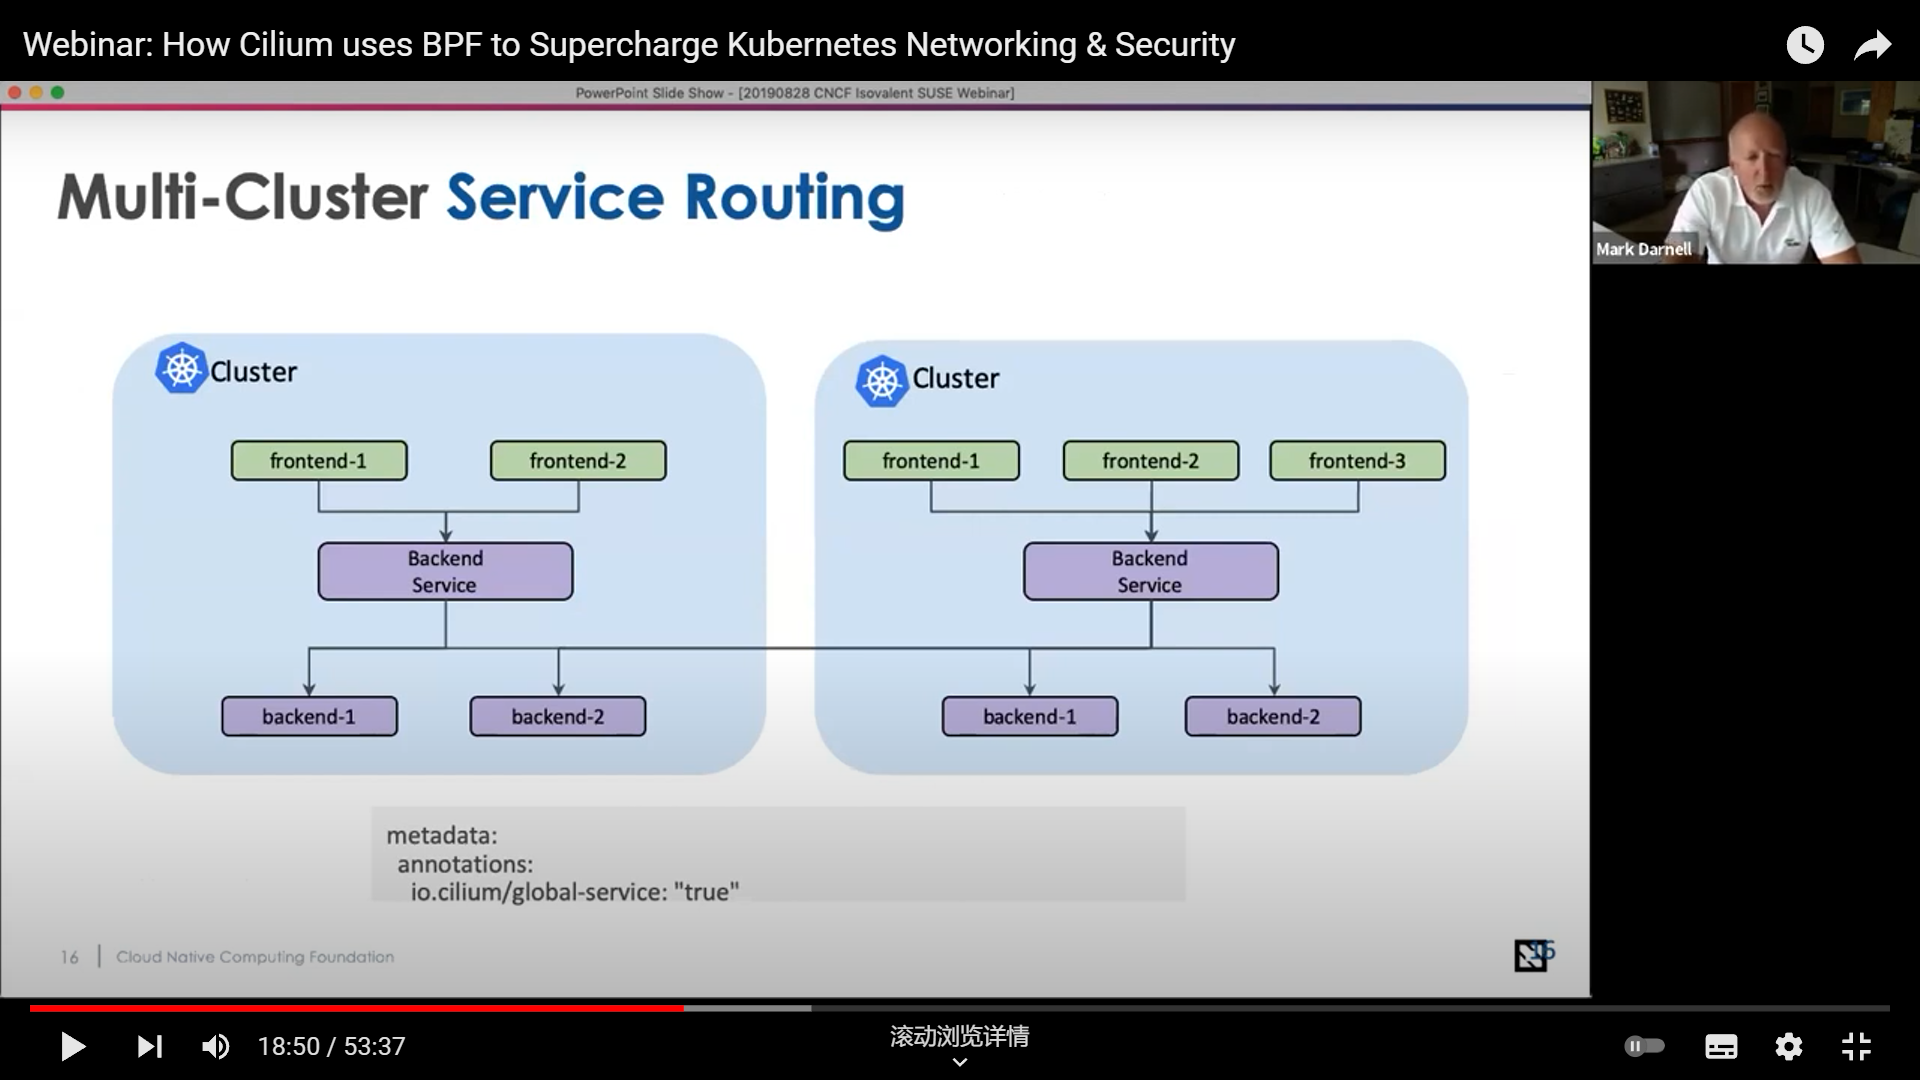 Webinar: How Cilium uses BPF to Supercharge Kubernetes Networking & Security
PowerPoint Slide Show - [20190828 CNCF Isovalent SUSE Webinar]
Multi-Cluster Service Routing
Mark Darnell
Cluster
frontend-1
frontend-2
Backend
Service
backend-1
backend-2
Cluster
frontend-1
frontend-2
frontend-3
Backend
Service
backend-1
backend-2
metadata:
annotations:
io.cilium/global-service: "true"
16
Cloud Native Computing Foundation
16
18:50 / 53:37
滚动浏览详情